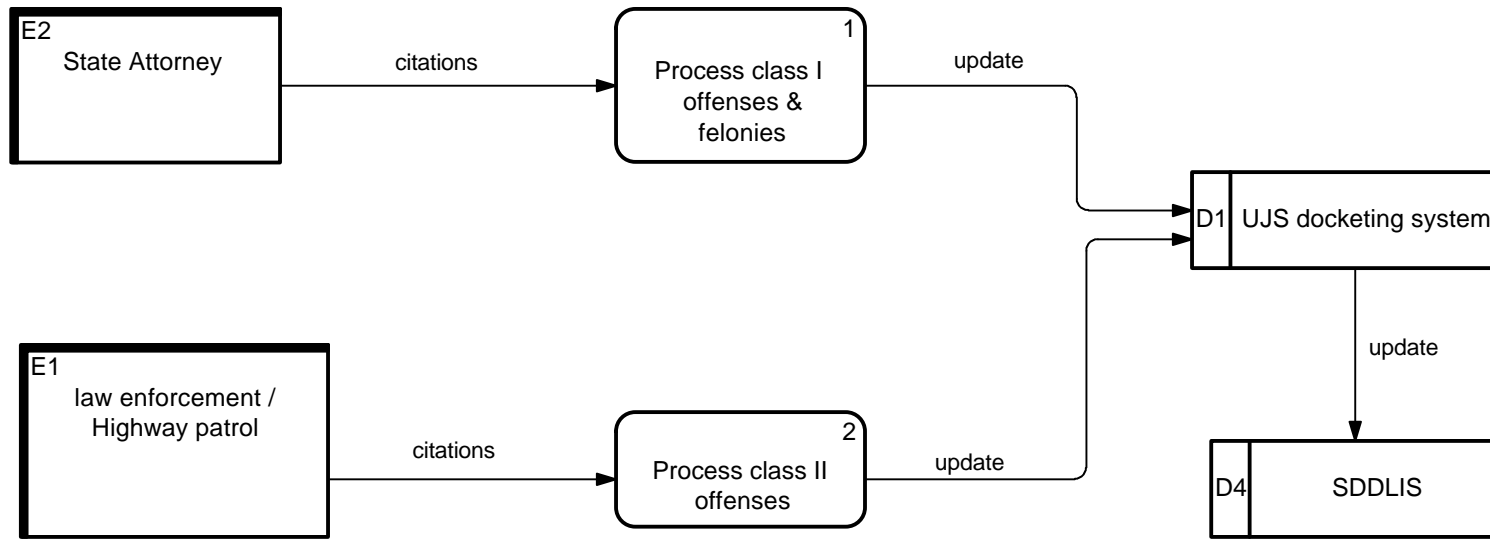 E2
State Attorney
citations
1
Process class I
offenses &
felonies
update
D1
UJS docketing system
update
D4
SDDLIS
E1
law enforcement /
Highway patrol
citations
2
Process class II
offenses
update